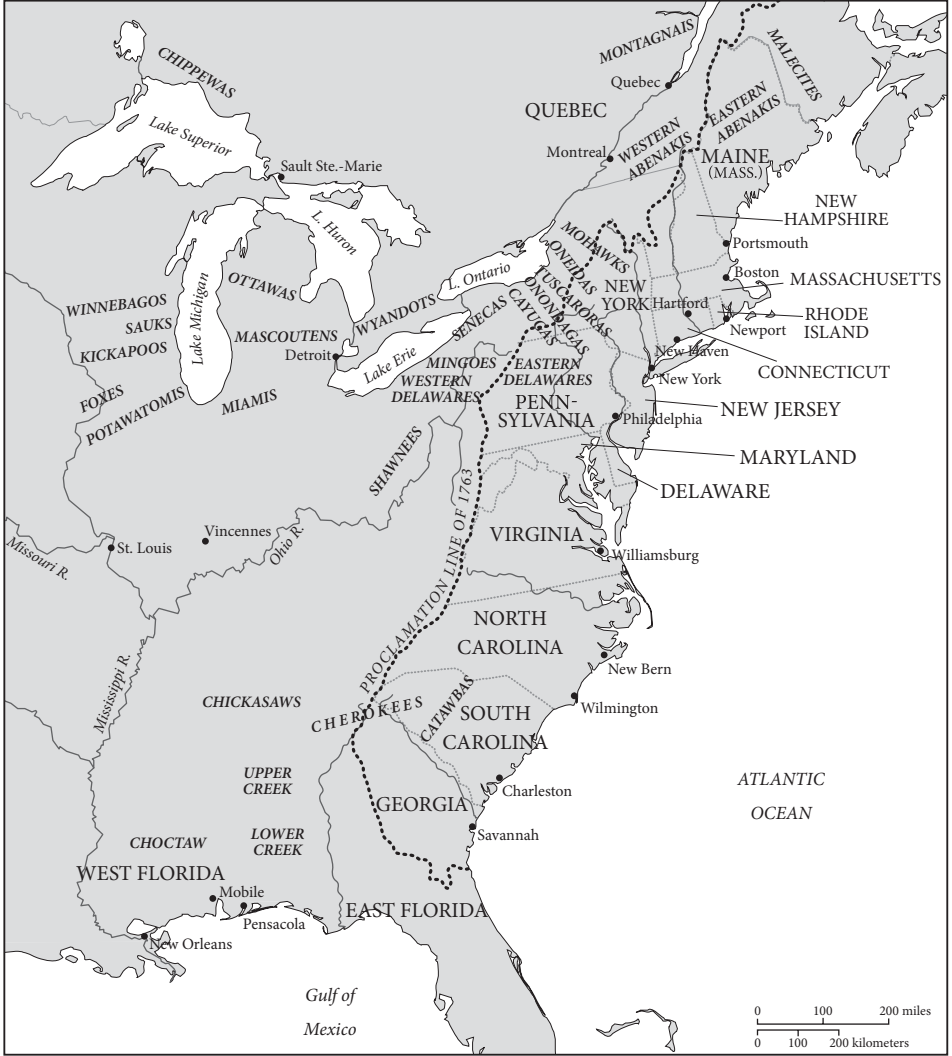 MONTAGNAIS
MALECITES
CHIPPEWAS
Quebec
QUEBEC
EASTERN
ABENAKIS
Lake Superior
WESTERN
ABENAKIS
Montreal
MAINE
(MASS.)
Sault Ste.-Marie
NEW
HAMPSHIRE
L. Huron
MOHAWKS
Portsmouth
ONEIDAS
L. Ontario
Boston
MASSACHUSETTS
OTTAWAS
TUSCARORAS
NEW
YORK
Hartford
WINNEBAGOS
Lake Michigan
WYANDOTS
SENECAS
CAYUGAS
ONONRAGAS
RHODE
ISLAND
SAUKS
MASCOUTENS
Newport
KICKAPOOS
Detroit
New Haven
Lake Erie
MINGOES
EASTERN
DELAWARES
CONNECTICUT
WESTERN
DELAWARES
New York
FOXES
POTAWATOMIS
MIAMIS
PENN-
SYLVANIA
NEW JERSEY
Philadelphia
SHAWNEES
MARYLAND
DELAWARE
Vincennes
Ohio R.
VIRGINIA
Missouri R.
St. Louis
Williamsburg
PROCLAMATION LINE OF 1763
NORTH
CAROLINA
New Bern
Mississippi R.
CHICKASAWS
CHEROKEES
CATAWBAS
Wilmington
SOUTH
CAROLINA
UPPER
CREEK
Charleston
ATLANTIC
OCEAN
GEORGIA
CHOCTAW
LOWER
CREEK
Savannah
WEST FLORIDA
Mobile
EAST FLORIDA
Pensacola
New Orleans
Gulf of
Mexico
0 100 200 miles
0 100 200 kilometers